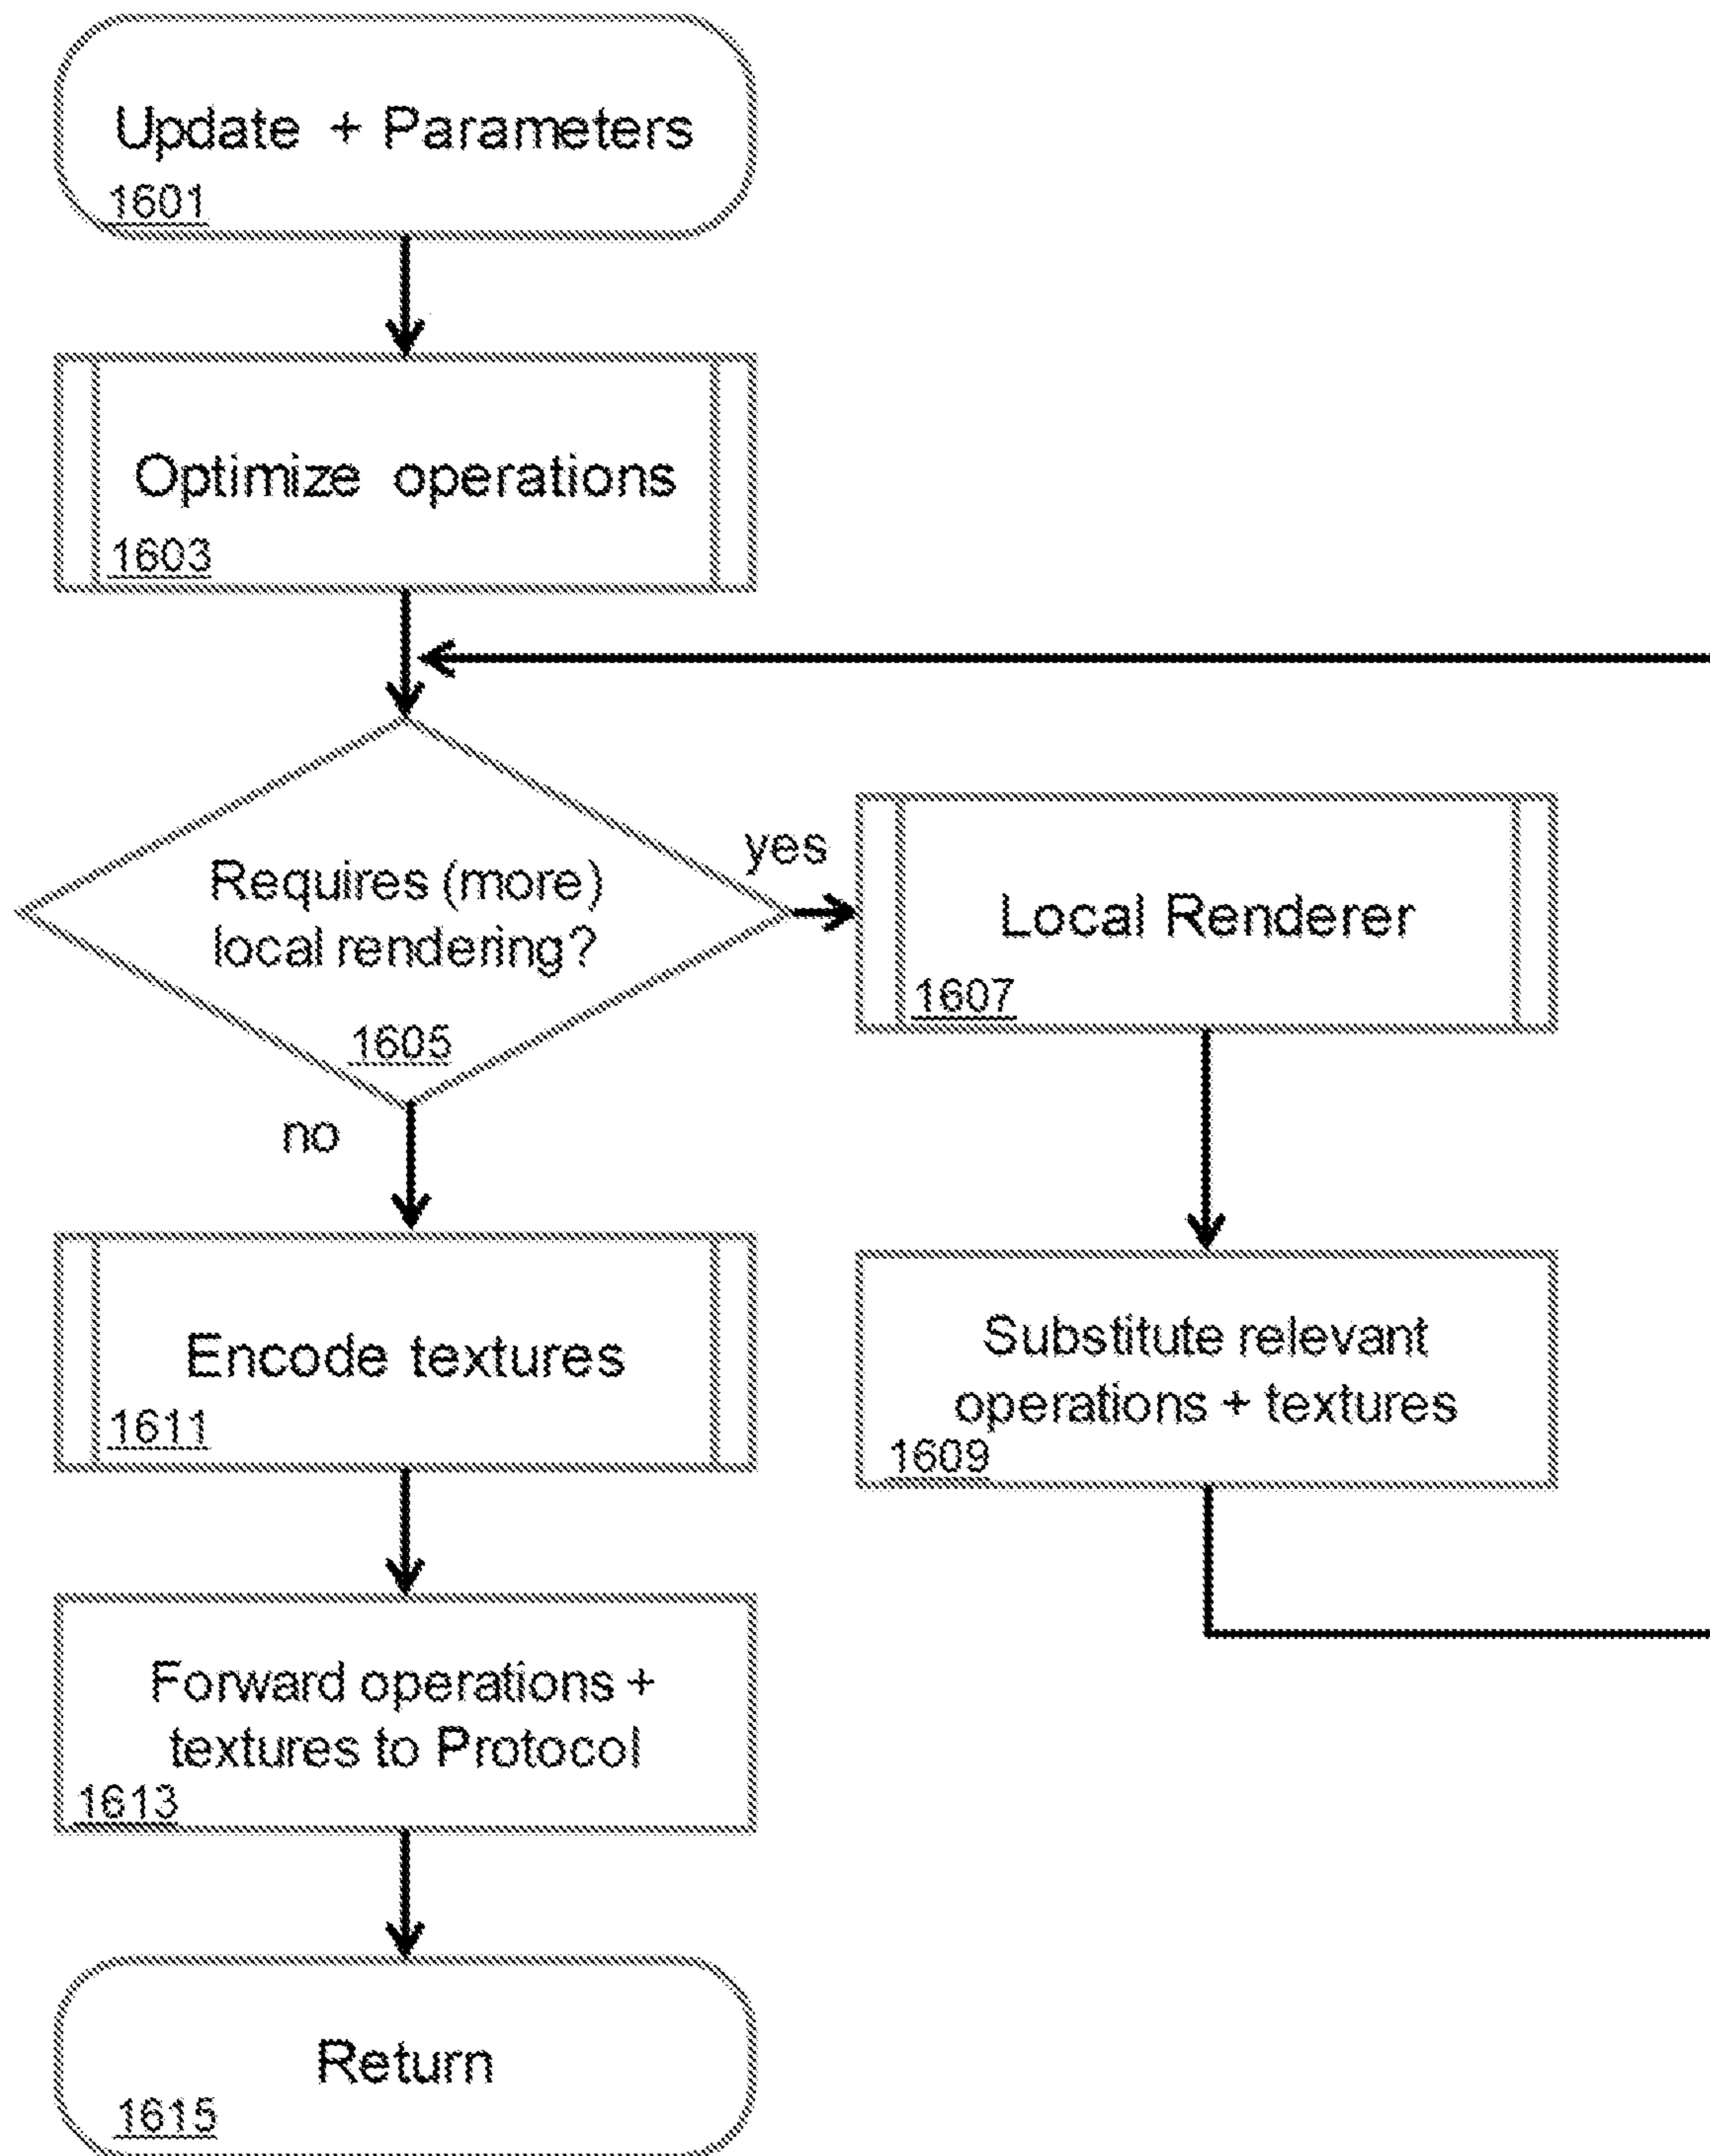 Update + Parameters
1601
Optimize operations
1603
Requires (more)
local rendering?
1605
yes
Local Renderer
1607
no
Substitute relevant
operations + textures
1609
Encode textures
1611
Forward operations +
textures to Protocol
1613
Return
1615